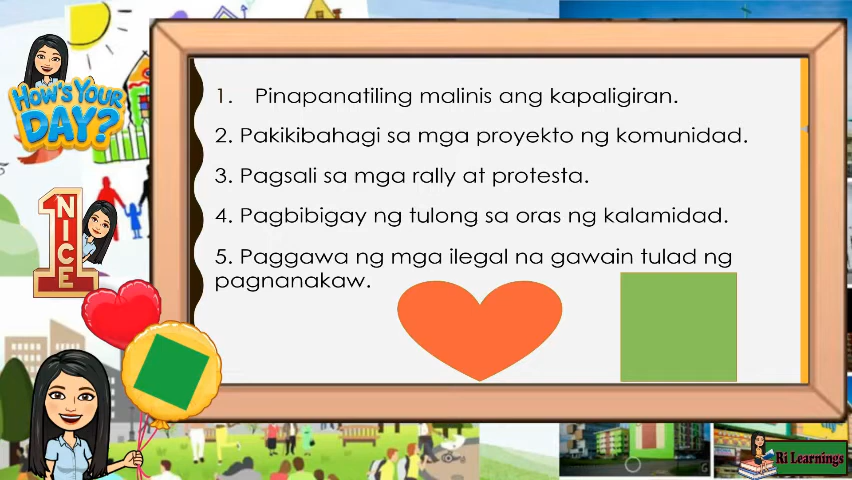 HOW'S YOUR
DAY?
1. Pinapanatiling malinis ang kapaligiran.
2. Pakikibahagi sa mga proyekto ng komunidad.
3. Pagsali sa mga rally at protesta.
4. Pagbibigay ng tulong sa oras ng kalamidad.
5. Paggawa ng mga ilegal na gawain tulad ng
pagnanakaw.
1
NICE
Ri Learnings